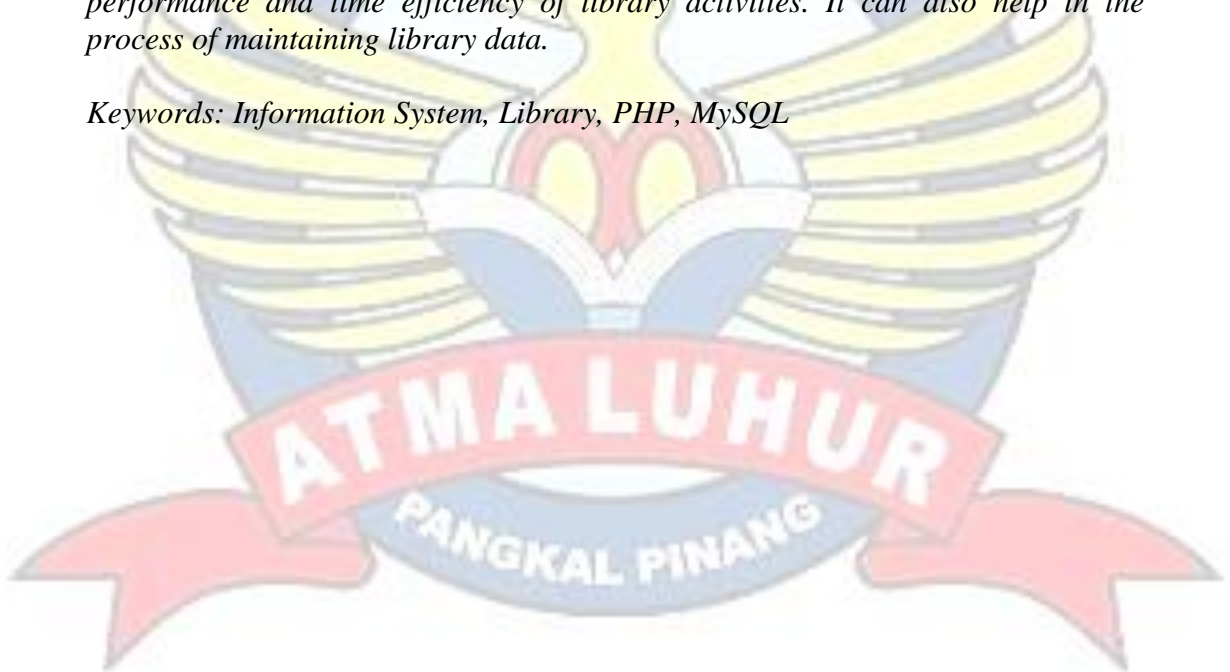 performance and time efficiency of library activities. It can also help in the
process of maintaining library data.
Keywords: Information System, Library, PHP, MySQL
ATMA LUHUR
PANGKAL PINANG